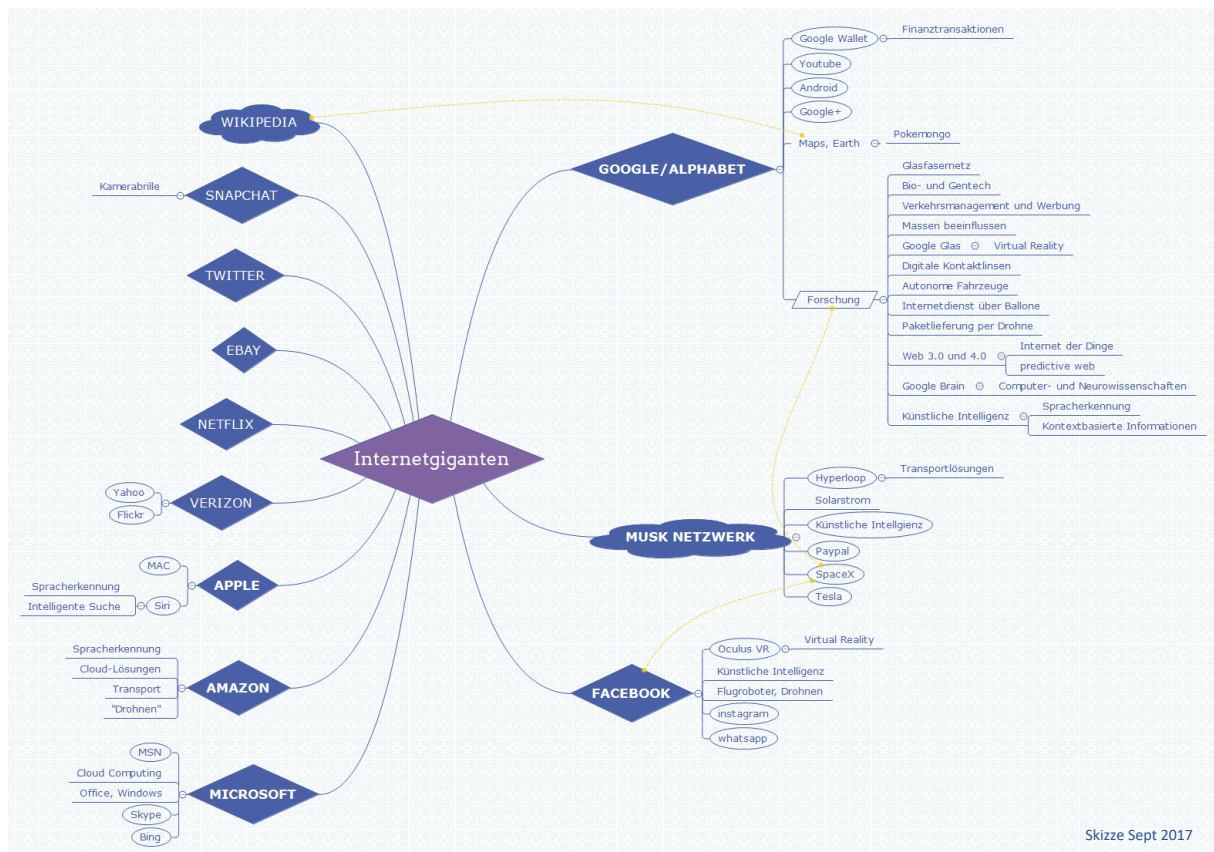 Internetgiganten
WIKIPEDIA
SNAPCHAT
Kamerabrille
TWITTER
EBAY
NETFLIX
VERIZON
Yahoo
Flickr
APPLE
MAC
Siri
Spracherkennung
Intelligente Suche
AMAZON
Spracherkennung
Cloud-Lösungen
Transport
"Drohnen"
MICROSOFT
MSN
Cloud Computing
Office, Windows
Skype
Bing
GOOGLE/ALPHABET
Google Wallet
Finanztransaktionen
Youtube
Android
Google+
Maps, Earth
Pokemongo
Forschung
Glasfasernetz
Bio- und Gentech
Verkehrsmanagement und Werbung
Massen beeinflussen
Google Glas
Virtual Reality
Digitale Kontaktlinsen
Autonome Fahrzeuge
Internetdienst über Ballone
Paketlieferung per Drohne
Web 3.0 und 4.0
Internet der Dinge
predictive web
Google Brain
Computer- und Neurowissenschaften
Künstliche Intelligenz
Spracherkennung
Kontextbasierte Informationen
MUSK NETZWERK
Hyperloop
Transportlösungen
Solarstrom
Künstliche Intellgienz
Paypal
SpaceX
Tesla
FACEBOOK
Oculus VR
Virtual Reality
Künstliche Intelligenz
Flugroboter, Drohnen
instagram
whatsapp
Skizze Sept 2017